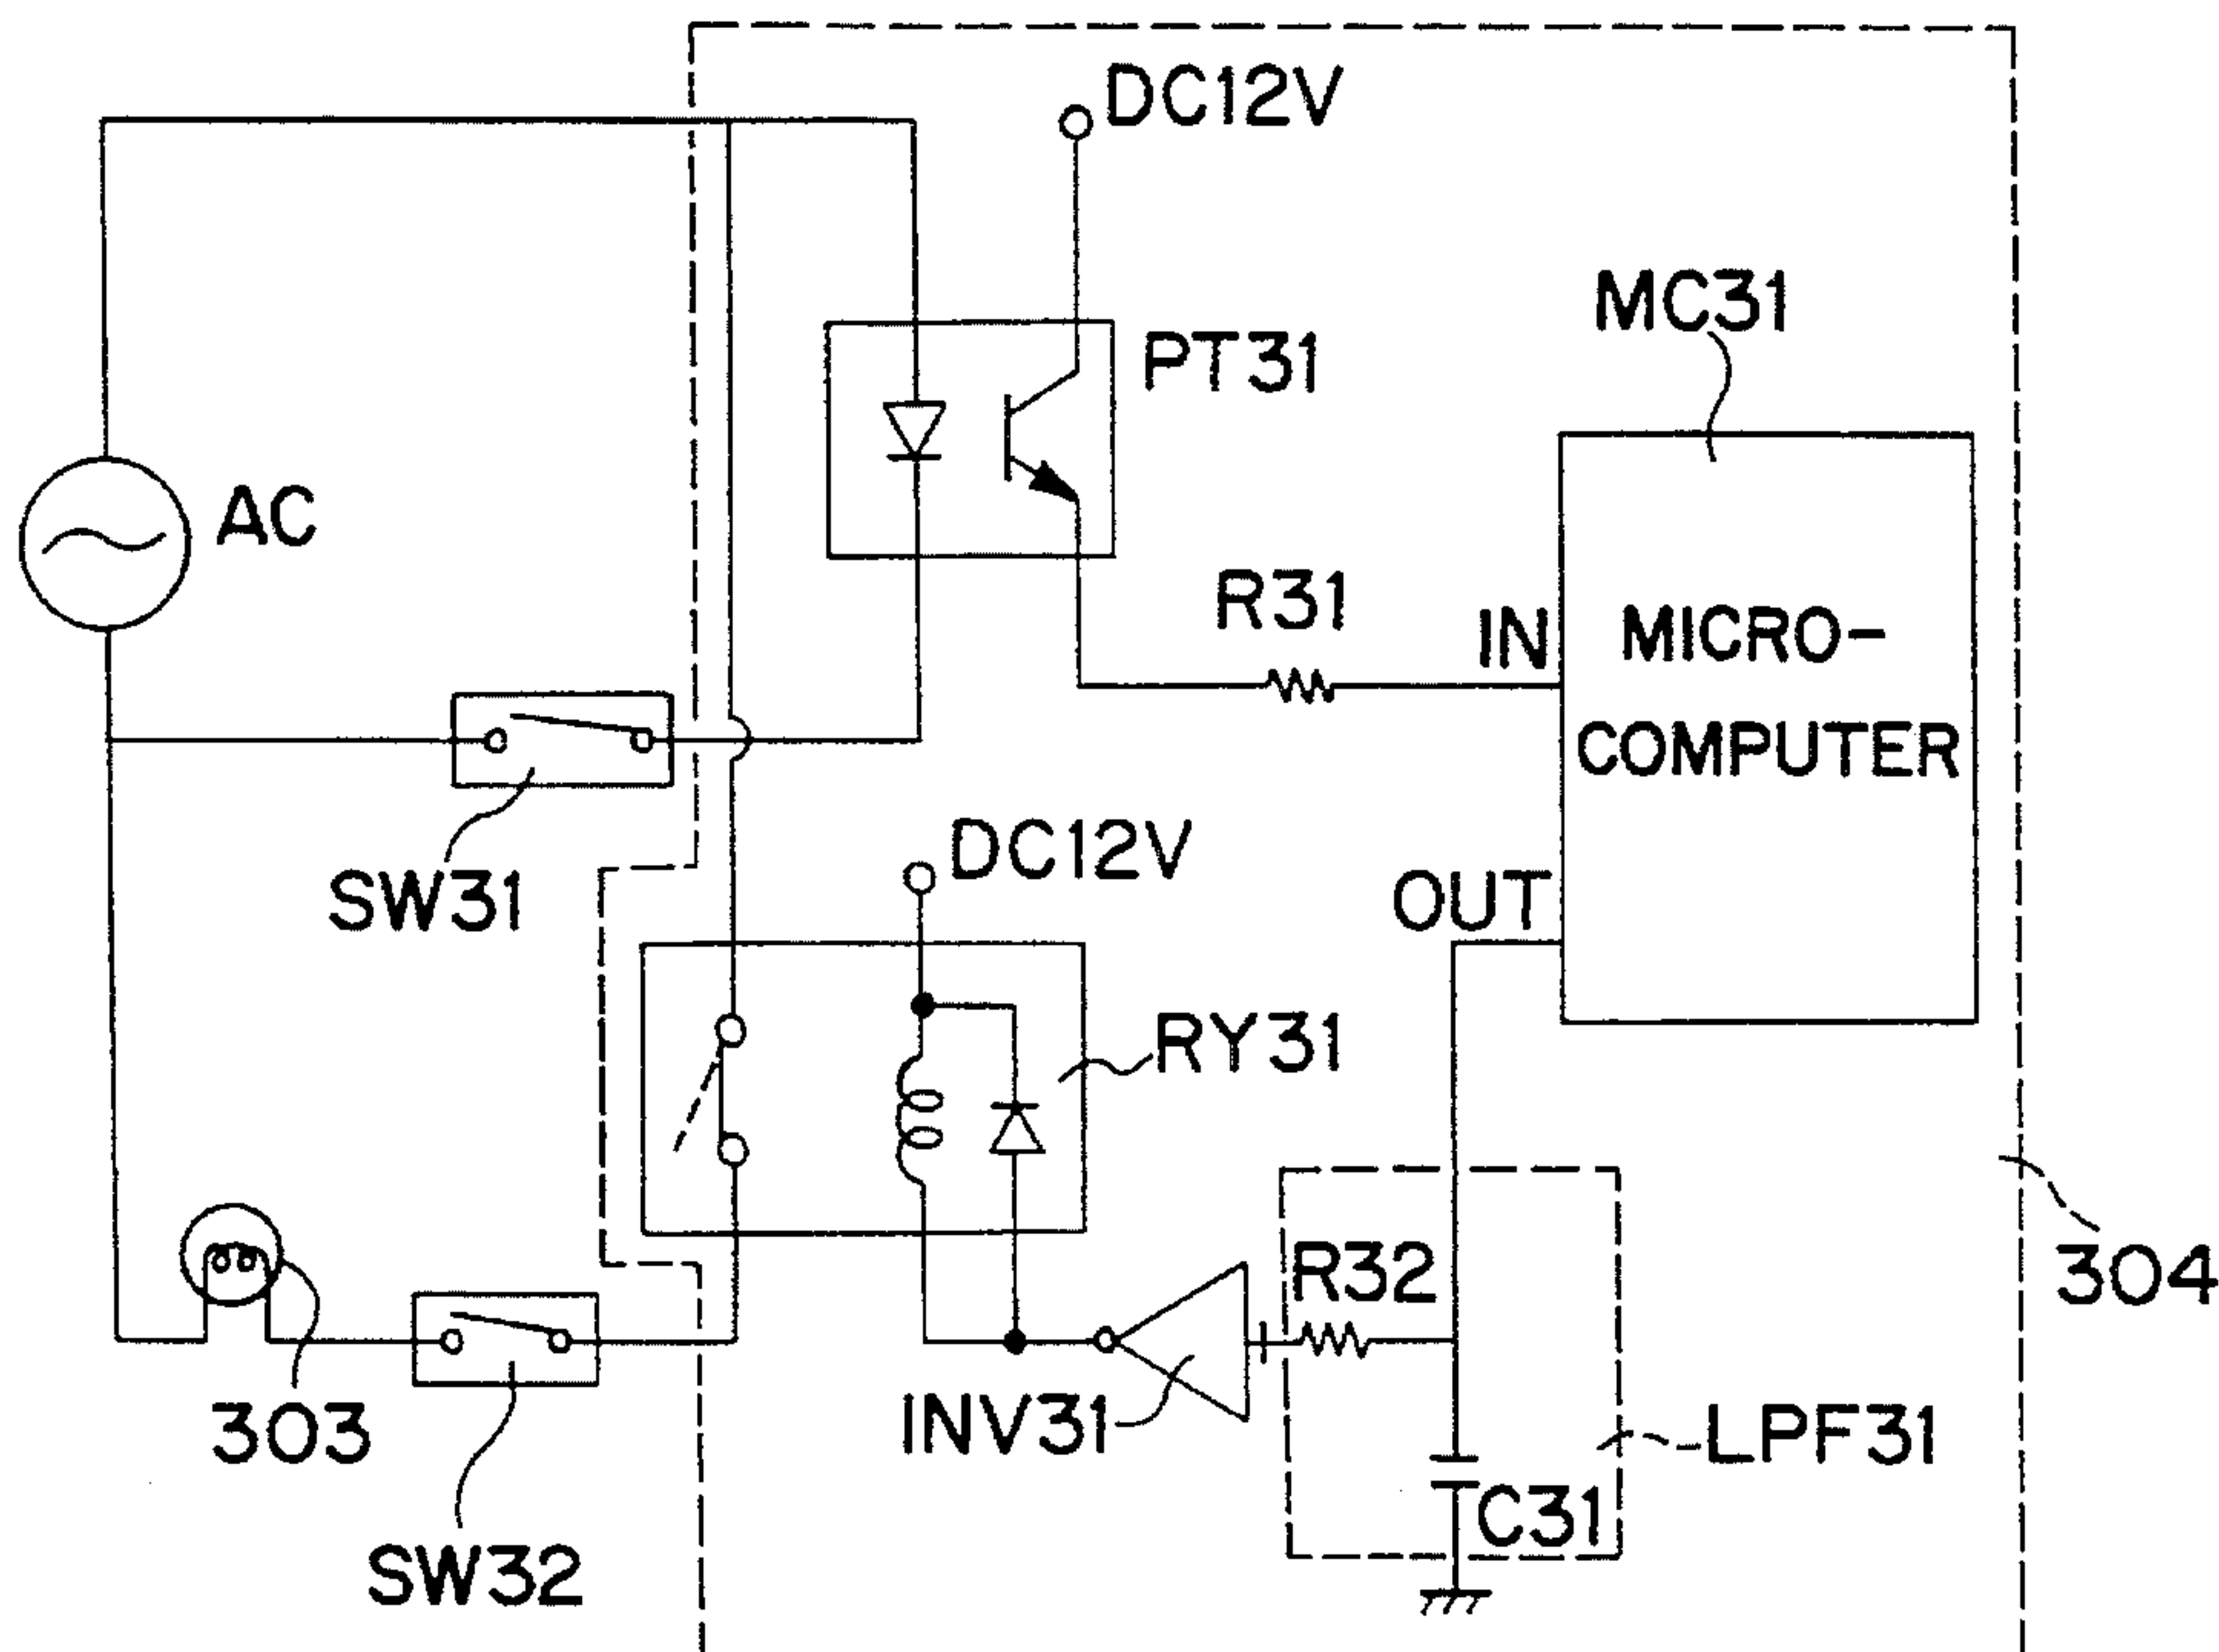 DC12V
MC31
PT31
AC
R31
IN
MICRO-
COMPUTER
SW31
DC12V
OUT
RY31
R32
304
303
INV31
LPF31
C31
SW32